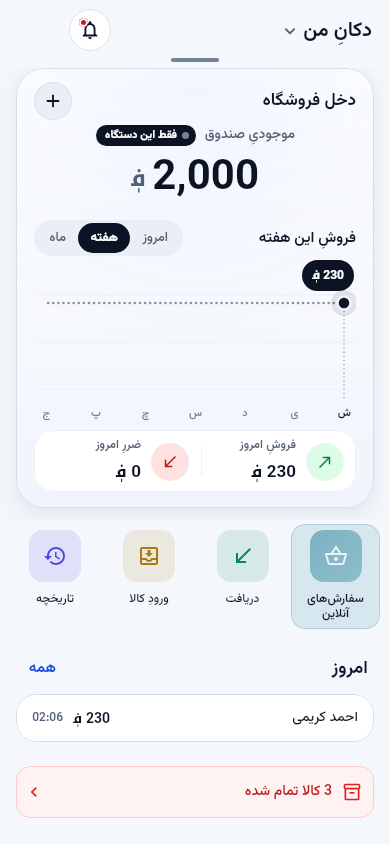 دکانِ من
دخل فروشگاه
موجودیِ صندوق فقط این دستگاه
2,000 ؋
فروشِ این هفته
امروز هفته ماه
230 ؋
ش ی د س چ پ ج
فروشِ امروز
230 ؋
ضررِ امروز
0 ؋
سفارش‌های آنلاین
دریافت
ورودِ کالا
تاریخچه
امروز
همه
احمد کریمی
230 ؋ 02:06
3 کالا تمام شده